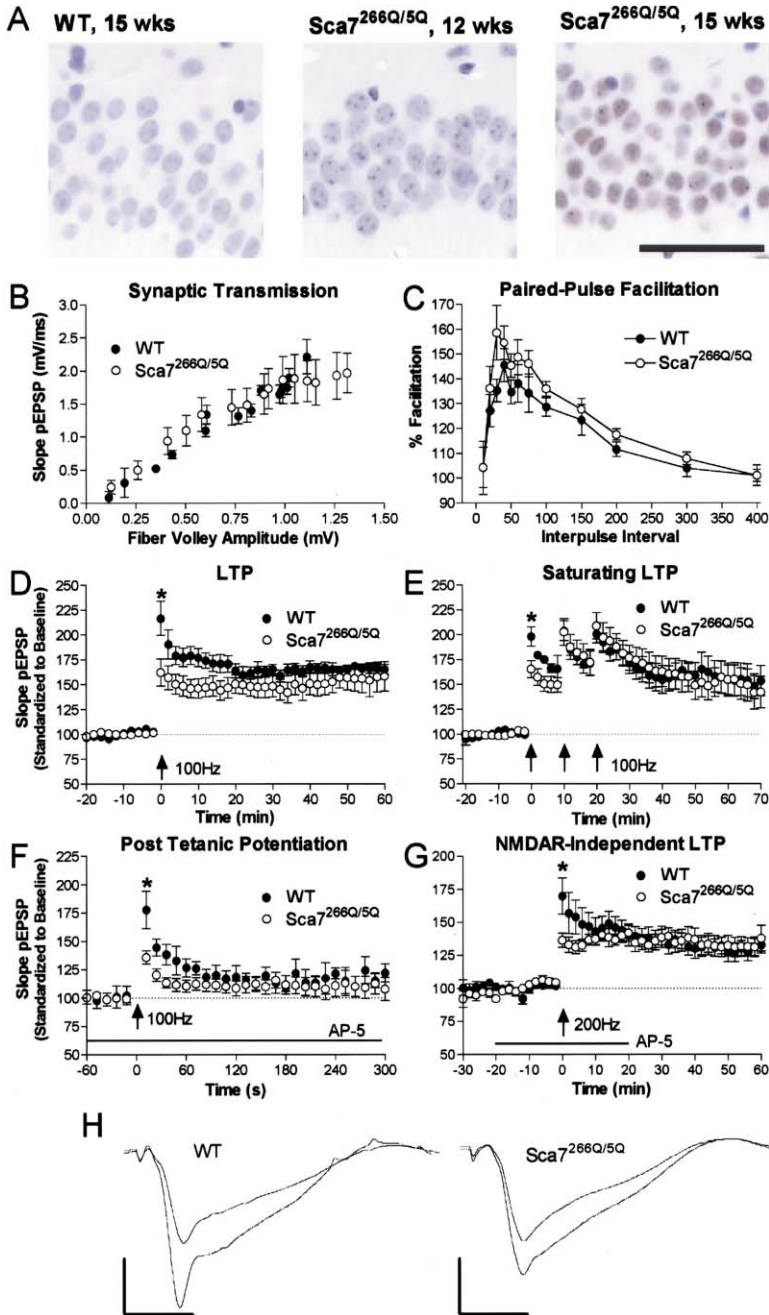 A WT, 15 wks Sca7266Q/5Q, 12 wks Sca7266Q/5Q, 15 wks
B Synaptic Transmission
Slope pEPSP (mV/ms)
3.0
2.5
2.0
1.5
1.0
0.5
0.0
WT
Sca7266Q/5Q
0.00 0.25 0.50 0.75 1.00 1.25 1.50
Fiber Volley Amplitude (mV)
C Paired-Pulse Facilitation
% Facilitation
170
160
150
140
130
120
110
100
90
WT
Sca7266Q/5Q
0 50 100 150 200 250 300 350 400
Interpulse Interval
D LTP
Slope pEPSP
(Standardized to Baseline)
250
225
200
175
150
125
100
75
50
*
WT
Sca7266Q/5Q
100Hz
-20 -10 0 10 20 30 40 50 60
Time (min)
E Saturating LTP
250
225
200
175
150
125
100
75
50
*
WT
Sca7266Q/5Q
100Hz
-20 -10 0 10 20 30 40 50 60 70
Time (min)
F Post Tetanic Potentiation
Slope pEPSP
(Standardized to Baseline)
225
200
175
150
125
100
75
50
*
WT
Sca7266Q/5Q
100Hz
AP-5
-60 0 60 120 180 240 300
Time (s)
G NMDAR-Independent LTP
200
175
150
125
100
75
50
*
WT
Sca7266Q/5Q
200Hz
AP-5
-30 -20 -10 0 10 20 30 40 50 60
Time (min)
H
WT
Sca7266Q/5Q